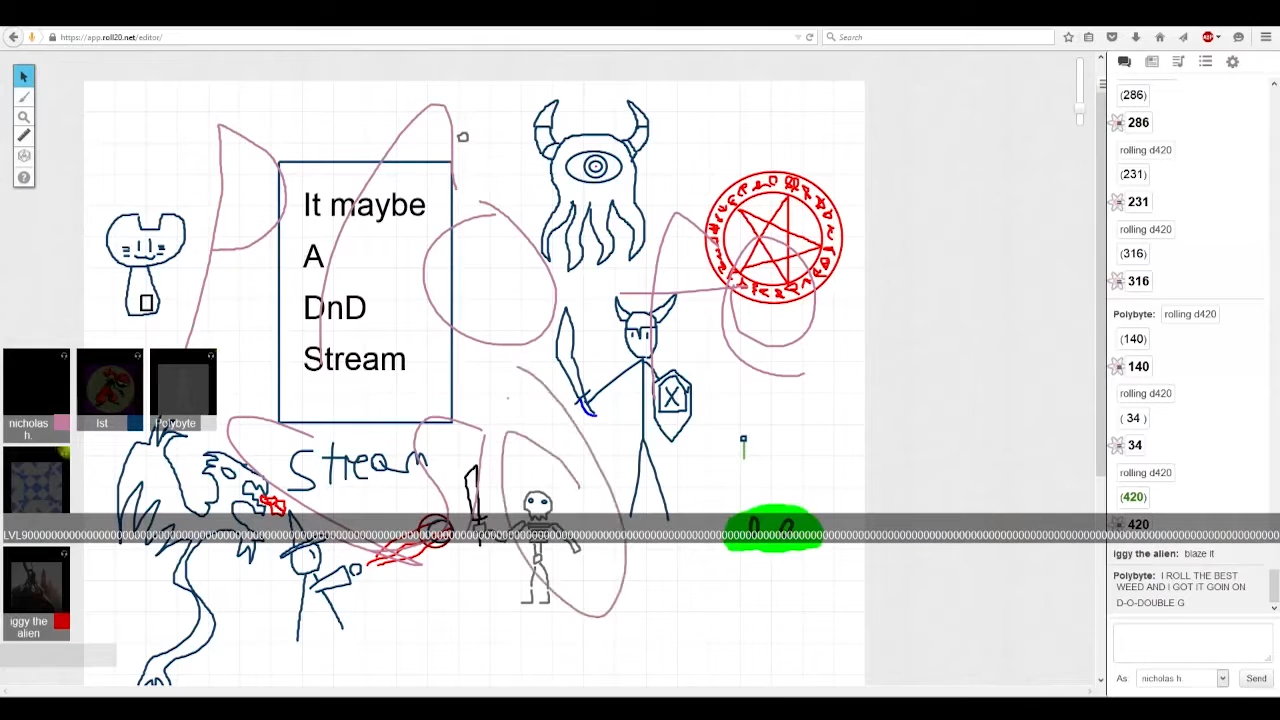 https://app.roll20.net/editor/
Search
ABP
(286)
286
rolling d420
(231)
231
rolling d420
(316)
316
Polybyte: rolling d420
(140)
140
rolling d420
( 34 )
34
rolling d420
(420)
420
iggy the alien: blaze it
Polybyte: I ROLL THE BEST
WEED AND I GOT IT GOIN ON
D-O-DOUBLE G
As: nicholas h.
Send
It maybe
A
DnD
Stream
Stream
X
nicholas
h.
Ist
Polybyte
iggy the
alien